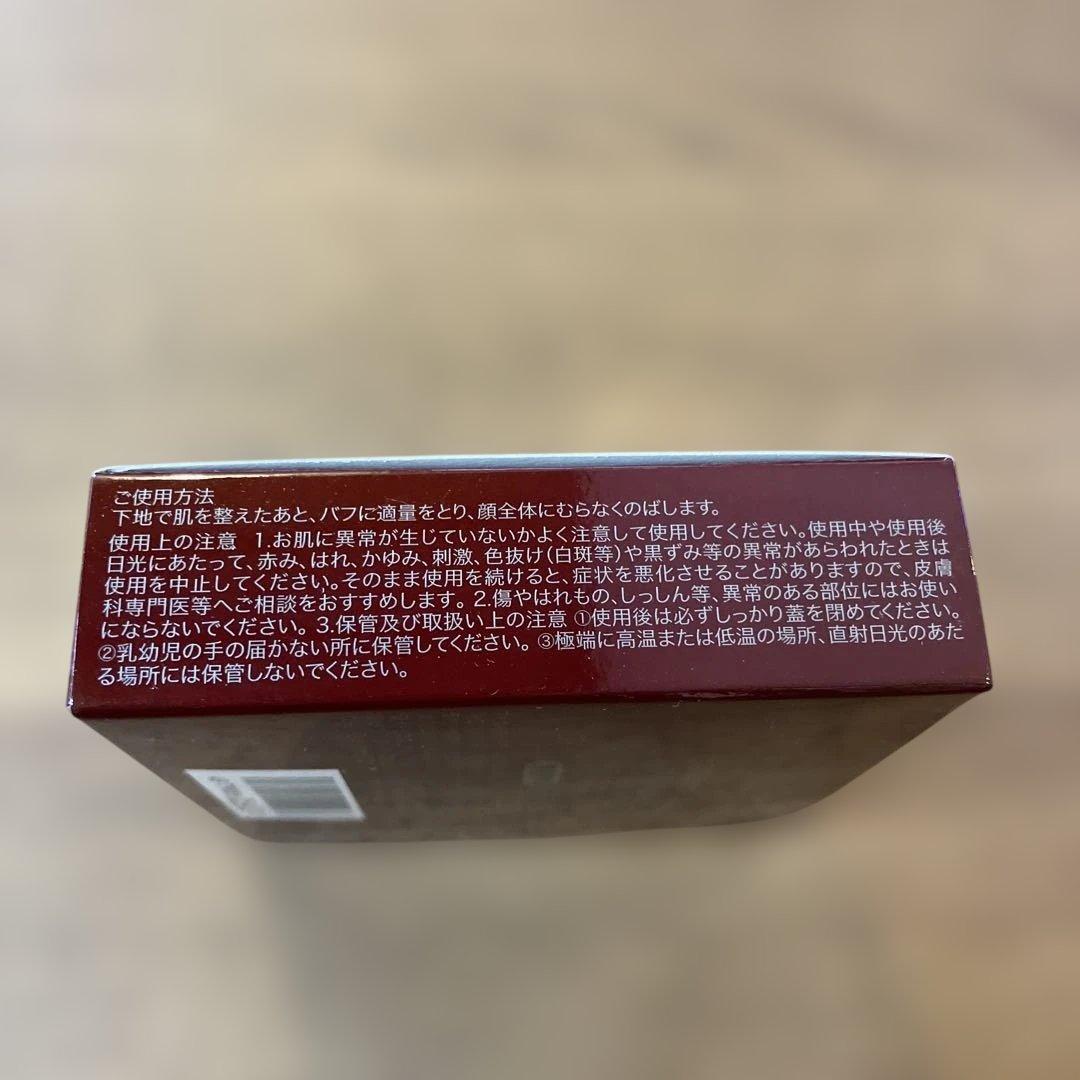 ご使用方法
下地で肌を整えたあと、パフに適量をとり、顔全体にむらなくのばします。
使用上の注意 1.お肌に異常が生じていないかよく注意して使用してください。使用中や使用後
日光にあたって、赤み、はれ、かゆみ、刺激、色抜け(白斑等)や黒ずみ等の異常があらわれたときは
使用を中止してください。そのまま使用を続けると、症状を悪化させることがありますので、皮膚
科専門医等へご相談をおすすめします。 2.傷やはれもの、しっしん等、異常のある部位にはお使い
にならないでください。 3.保管及び取扱い上の注意 ①使用後は必ずしっかり蓋を閉めてください。
②乳幼児の手の届かない所に保管してください。 ③極端に高温または低温の場所、直射日光のあた
る場所には保管しないでください。